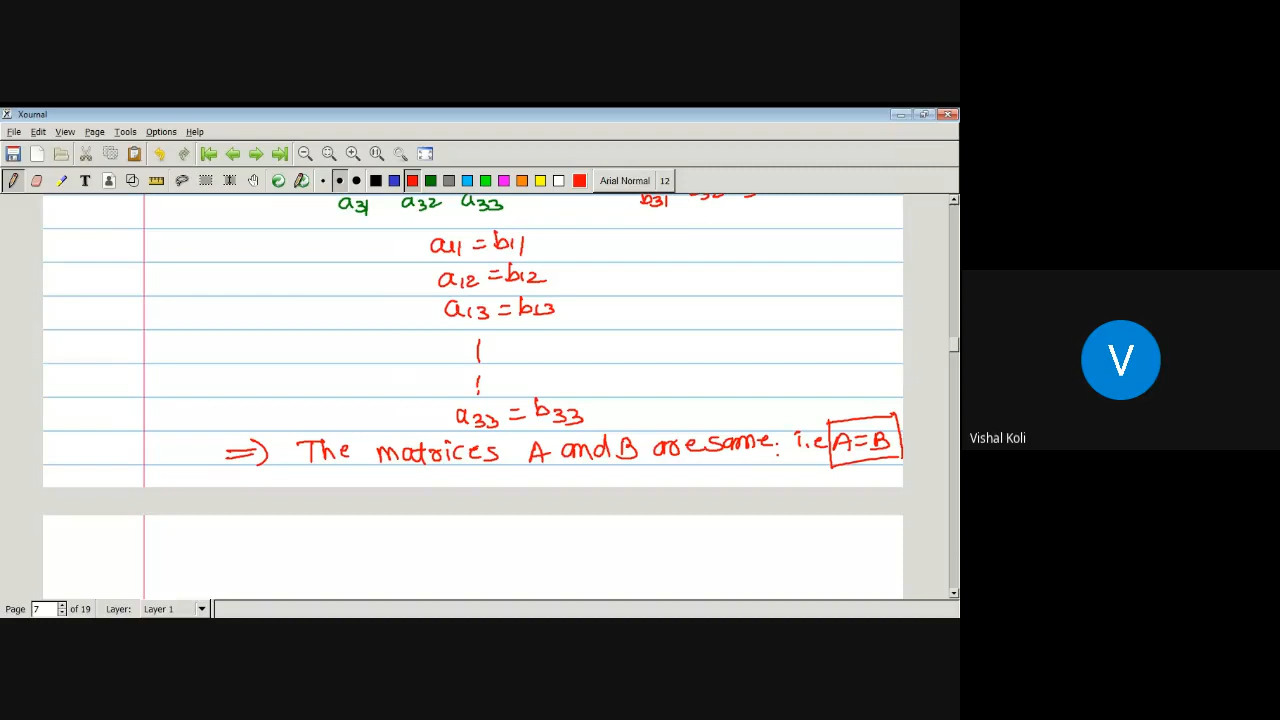 Xournal
File Edit View Page Tools Options Help
Arial Normal 12
a31 a32 a33 b31
a11 = b11
a12 = b12
a13 = b13
a33 = b33
⇒ The matrices A and B are same. i.e A=B
Page 7 of 19 Layer: Layer 1
V
Vishal Koli